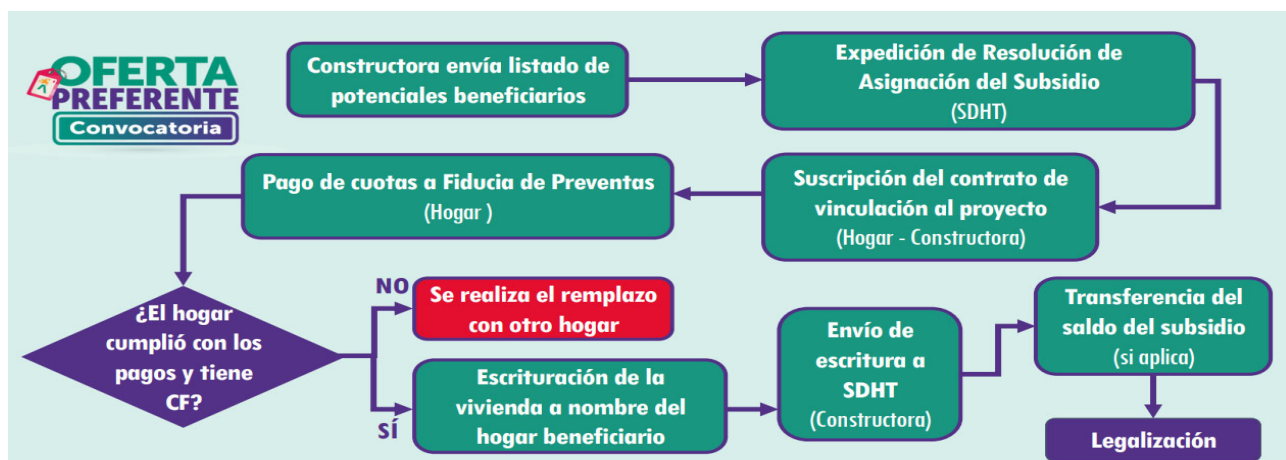 OFERTA
PREFERENTE
Convocatoria
Constructora envía listado de
potenciales beneficiarios
Expedición de Resolución de
Asignación del Subsidio
(SDHT)
Suscripción del contrato de
vinculación al proyecto
(Hogar - Constructora)
Pago de cuotas a Fiducia de Preventas
(Hogar )
¿El hogar
cumplió con los
pagos y tiene
CF?
NO
Se realiza el remplazo
con otro hogar
SÍ
Escrituración de la
vivienda a nombre del
hogar beneficiario
Envío de
escritura a
SDHT
(Constructora)
Transferencia del
saldo del subsidio
(si aplica)
Legalización